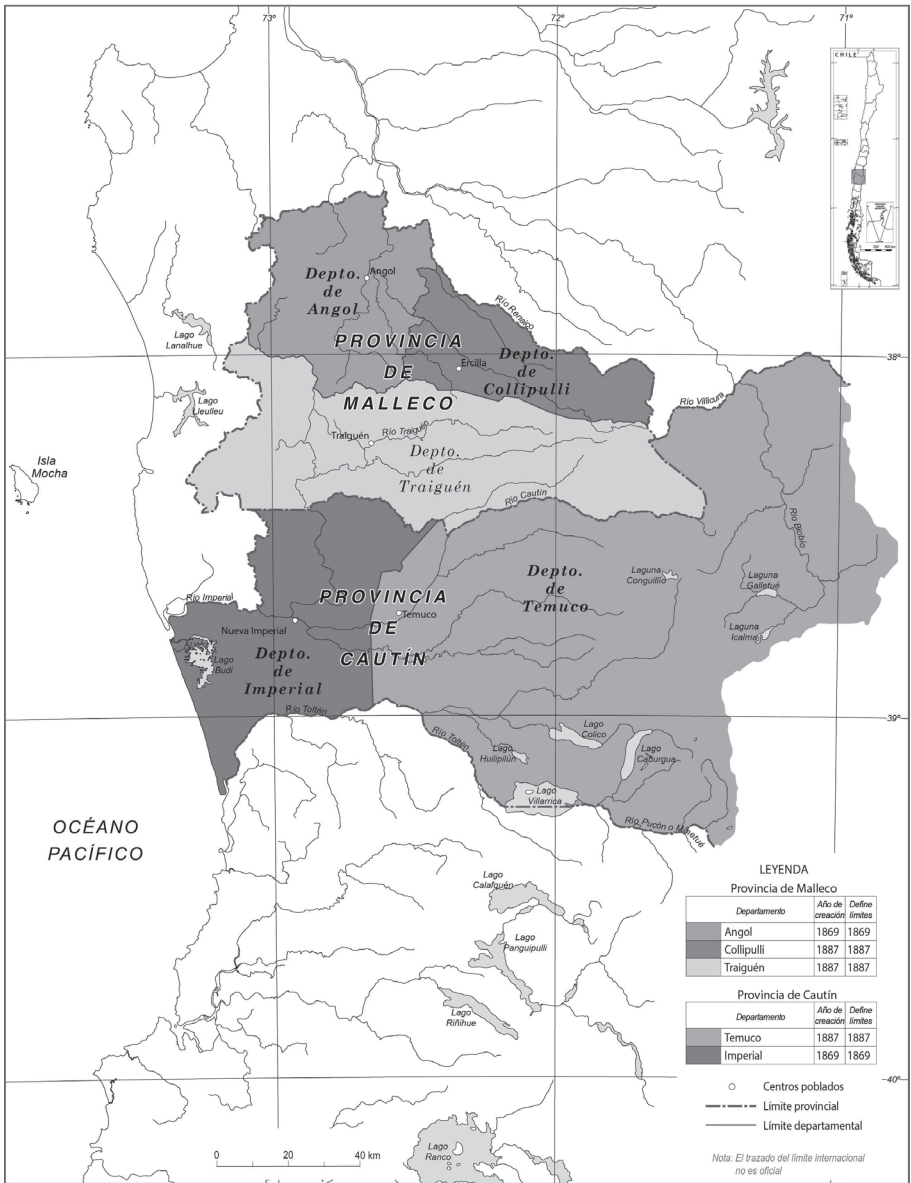 73°
72°
71°
CHILE
Depto.
de
Angol
Angol
Río Renaico
PROVINCIA
DE
MALLECO
Ercilla
Depto.
de
Collipulli
Lago
Lanalhue
38°
Lago
Lleulleu
Río Villicura
Traiguén
Río Traiguén
Depto.
de
Traiguén
Isla
Mocha
Río Cautín
Río Biobío
Depto.
de
Temuco
Laguna
Conguillío
Laguna
Galletué
Laguna
Icalma
Río Imperial
PROVINCIA
DE
CAUTÍN
Temuco
Nueva Imperial
Lago
Budi
Depto.
de
Imperial
Río Toltén
39°
Río Toltén
Lago
Huilipilún
Lago
Colico
Lago
Caburgua
Lago
Villarrica
Río Pucón o Minetué
OCÉANO
PACÍFICO
Lago
Calafquén
Lago
Panguipulli
Lago
Riñihue
Lago
Ranco
40°
LEYENDA
Provincia de Malleco
Departamento Año de creación Define límites
Angol 1869 1869
Collipulli 1887 1887
Traiguén 1887 1887
Provincia de Cautín
Departamento Año de creación Define límites
Temuco 1887 1887
Imperial 1869 1869
Centros poblados
Límite provincial
Límite departamental
Nota: El trazado del límite internacional
no es oficial
0 20 40 km